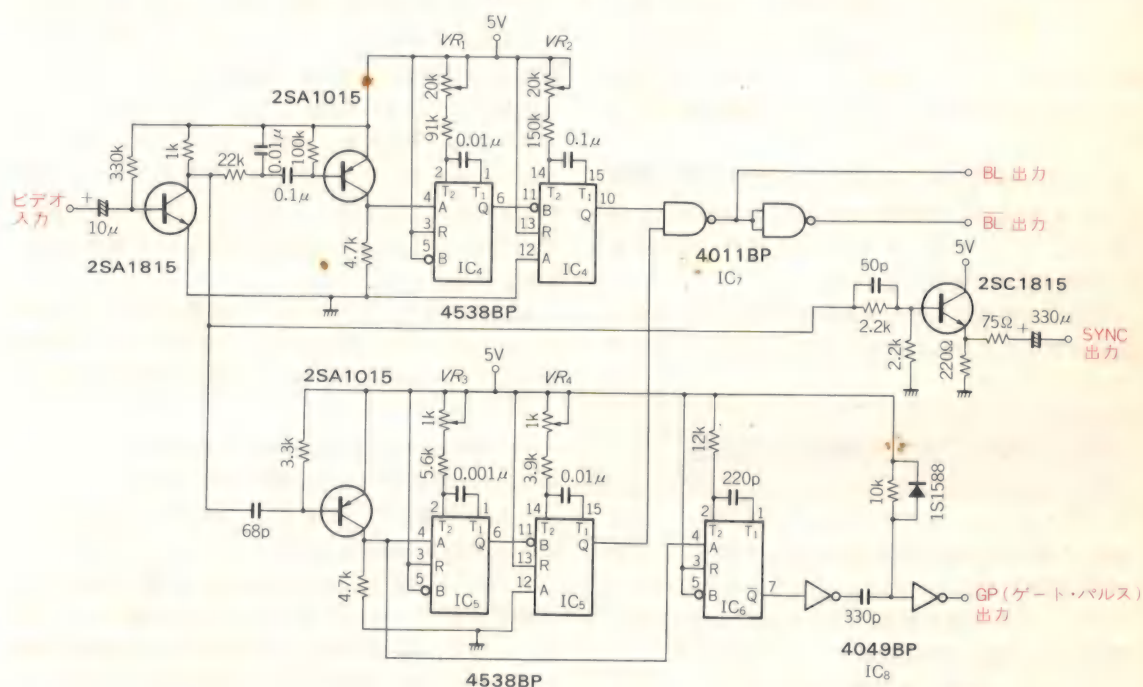 5V
VR1
VR2
2SA1015
330k
1k
0.01μ
100k
22k
0.1μ
20k
91k
0.01μ
20k
150k
0.1μ
ビデオ
入力
+
10μ
2SA1815
4.7k
2
1
T2
T1
4
A
Q
6
3
R
5
B
IC4
14
15
T2
T1
11
B
Q
10
13
R
12
A
IC4
4538BP
4011BP
IC7
BL 出力
BL 出力
5V
50p
2.2k
2.2k
2SC1815
75Ω
+
330μ
220Ω
SYNC
出力
2SA1015
5V
VR3
VR4
3.3k
68p
4.7k
1k
5.6k
0.001μ
1k
3.9k
0.01μ
2
1
T2
T1
4
A
Q
6
3
R
5
B
IC5
14
15
T2
T1
11
B
Q
13
R
12
A
IC5
4538BP
12k
220p
2
1
T2
T1
4
A
3
R
5
B
Q
7
IC6
330p
10k
1S1588
4049BP
IC8
GP(ゲート・パルス)
出力